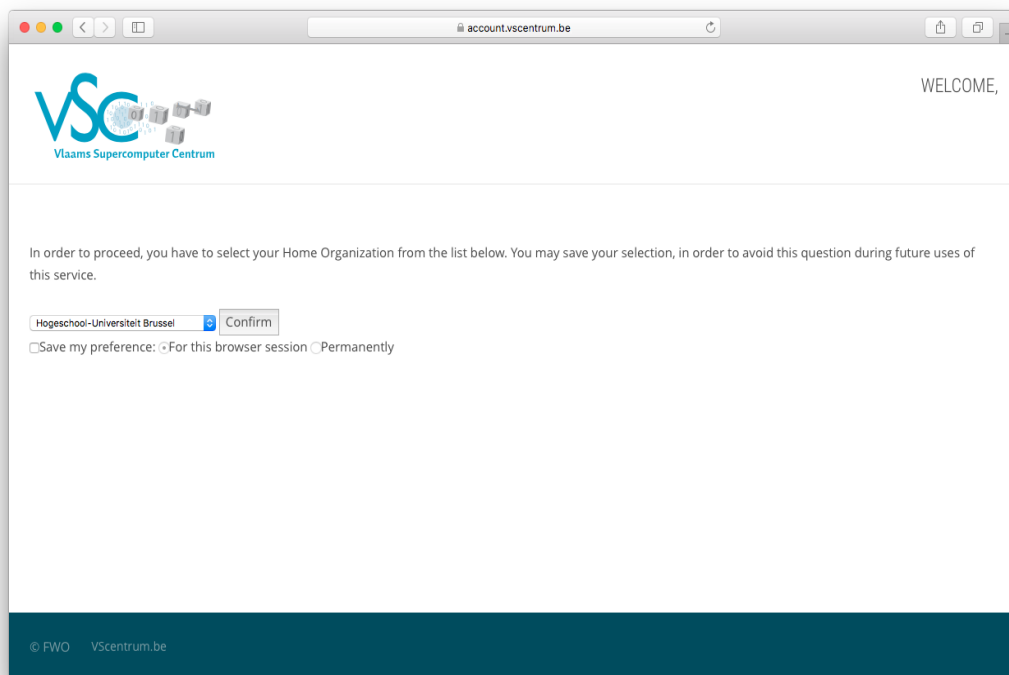 account.vscentrum.be
WELCOME,
VSC
Vlaams Supercomputer Centrum
In order to proceed, you have to select your Home Organization from the list below. You may save your selection, in order to avoid this question during future uses of
this service.
Hogeschool-Universiteit Brussel Confirm
Save my preference: For this browser session Permanently
© FWO VScentrum.be